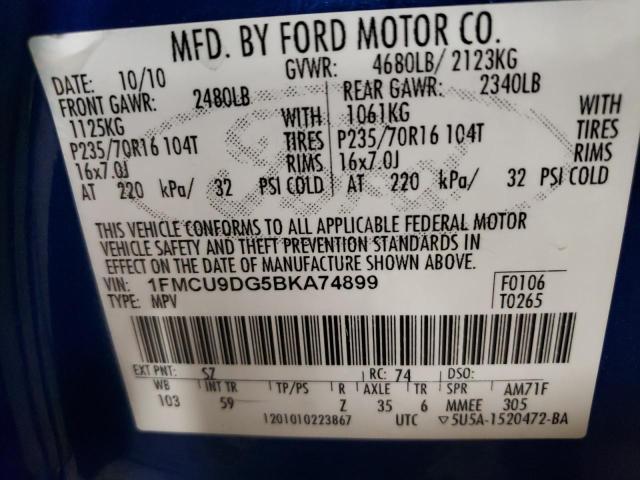 MFD. BY FORD MOTOR CO.
DATE: 10/10 GVWR: 4680LB/ 2123KG
FRONT GAWR: 2480LB REAR GAWR: 2340LB
1125KG WITH 1061KG WITH
P235/70R16 104T TIRES P235/70R16 104T TIRES
16x7.0J RIMS 16x7.0J RIMS
AT 220 kPa/ 32 PSI COLD AT 220 kPa/ 32 PSI COLD
THIS VEHICLE CONFORMS TO ALL APPLICABLE FEDERAL MOTOR
VEHICLE SAFETY AND THEFT PREVENTION STANDARDS IN
EFFECT ON THE DATE OF MANUFACTURE SHOWN ABOVE.
VIN: 1FMCU9DG5BKA74899 F0106
TYPE: MPV T0265
EXT PNT: SZ RC: 74 DSO:
WB INT TR TP/PS R AXLE TR SPR AM71F
103 59 Z 35 6 MMEE 305
1201010223867 UTC ▽5U5A-1520472-BA